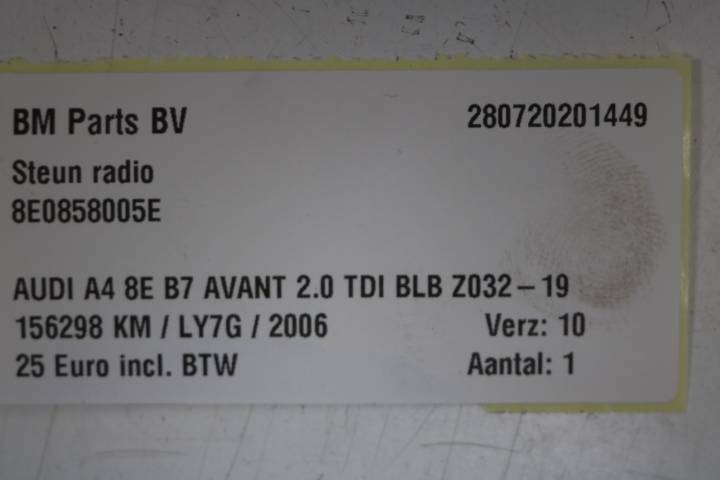 BM Parts BV 280720201449
Steun radio
8E0858005E
AUDI A4 8E B7 AVANT 2.0 TDI BLB Z032–19
156298 KM / LY7G / 2006 Verz: 10
25 Euro incl. BTW Aantal: 1